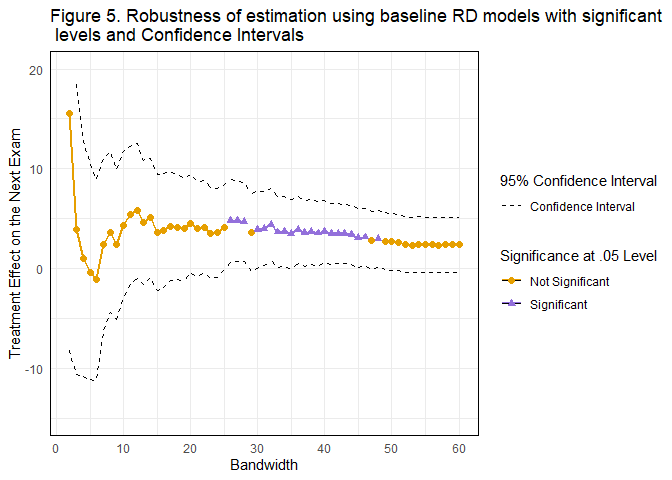 Figure 5. Robustness of estimation using baseline RD models with significant
levels and Confidence Intervals
Treatment Effect on the Next Exam
20
10
0
-10
0
10
20
30
40
50
60
Bandwidth
95% Confidence Interval
Confidence Interval
Significance at .05 Level
Not Significant
Significant